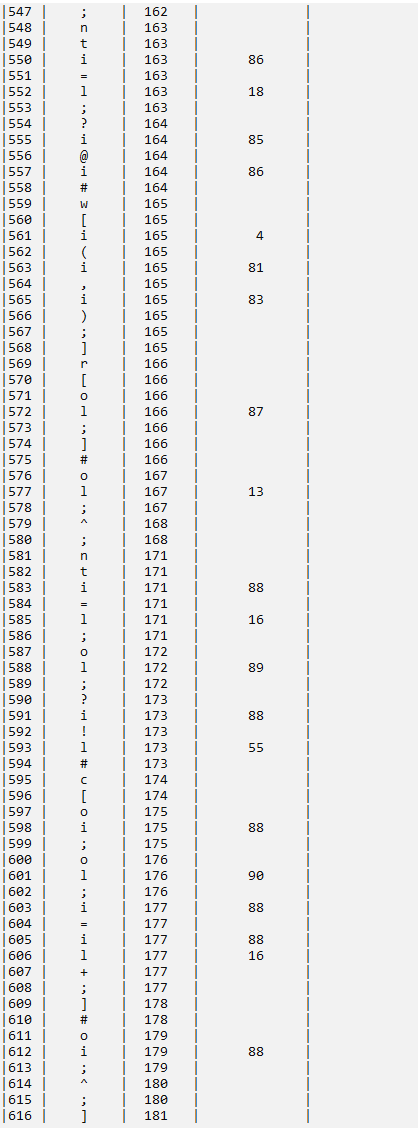 |547 | ; | 162 | |
|548 | n | 163 | |
|549 | t | 163 | |
|550 | i | 163 | 86 |
|551 | = | 163 | |
|552 | l | 163 | 18 |
|553 | ; | 163 | |
|554 | ? | 164 | |
|555 | i | 164 | 85 |
|556 | @ | 164 | |
|557 | i | 164 | 86 |
|558 | # | 164 | |
|559 | w | 165 | |
|560 | [ | 165 | |
|561 | i | 165 | 4 |
|562 | ( | 165 | |
|563 | i | 165 | 81 |
|564 | , | 165 | |
|565 | i | 165 | 83 |
|566 | ) | 165 | |
|567 | ; | 165 | |
|568 | ] | 165 | |
|569 | r | 166 | |
|570 | [ | 166 | |
|571 | o | 166 | |
|572 | l | 166 | 87 |
|573 | ; | 166 | |
|574 | ] | 166 | |
|575 | # | 166 | |
|576 | o | 167 | |
|577 | l | 167 | 13 |
|578 | ; | 167 | |
|579 | ^ | 168 | |
|580 | ; | 168 | |
|581 | n | 171 | |
|582 | t | 171 | |
|583 | i | 171 | 88 |
|584 | = | 171 | |
|585 | l | 171 | 16 |
|586 | ; | 171 | |
|587 | o | 172 | |
|588 | l | 172 | 89 |
|589 | ; | 172 | |
|590 | ? | 173 | |
|591 | i | 173 | 88 |
|592 | ! | 173 | |
|593 | l | 173 | 55 |
|594 | # | 173 | |
|595 | c | 174 | |
|596 | [ | 174 | |
|597 | o | 175 | |
|598 | i | 175 | 88 |
|599 | ; | 175 | |
|600 | o | 176 | |
|601 | l | 176 | 90 |
|602 | ; | 176 | |
|603 | i | 177 | 88 |
|604 | = | 177 | |
|605 | i | 177 | 88 |
|606 | l | 177 | 16 |
|607 | + | 177 | |
|608 | ; | 177 | |
|609 | ] | 178 | |
|610 | # | 178 | |
|611 | o | 179 | |
|612 | i | 179 | 88 |
|613 | ; | 179 | |
|614 | ^ | 180 | |
|615 | ; | 180 | |
|616 | ] | 181 | |